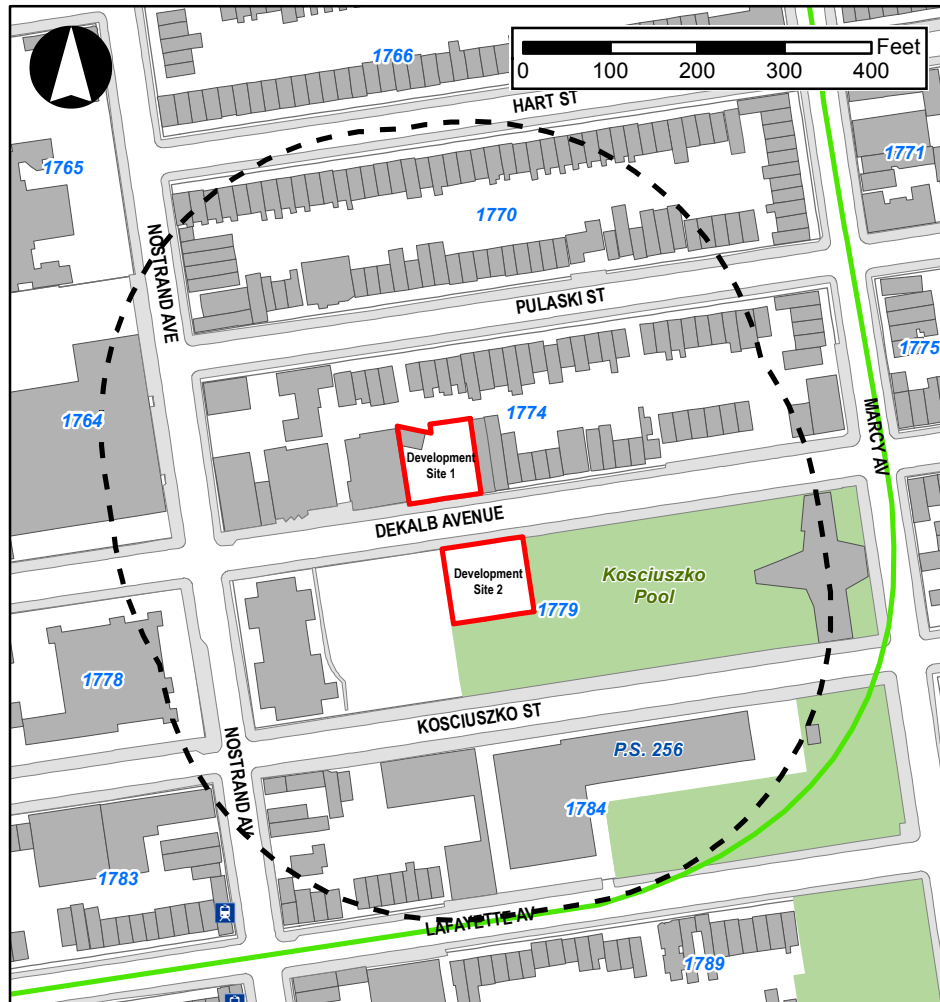 1766
Feet
0 100 200 300 400
HART ST
1765
1771
1770
NOSTRAND AVE
PULASKI ST
1775
1764
1774
MARCY AV
Development
Site 1
DEKALB AVENUE
Development
Site 2
Kosciuszko
Pool
1779
1778
KOSCIUSZKO ST
NOSTRAND AV
P.S. 256
1784
1783
LAFAYETTE AV
1789